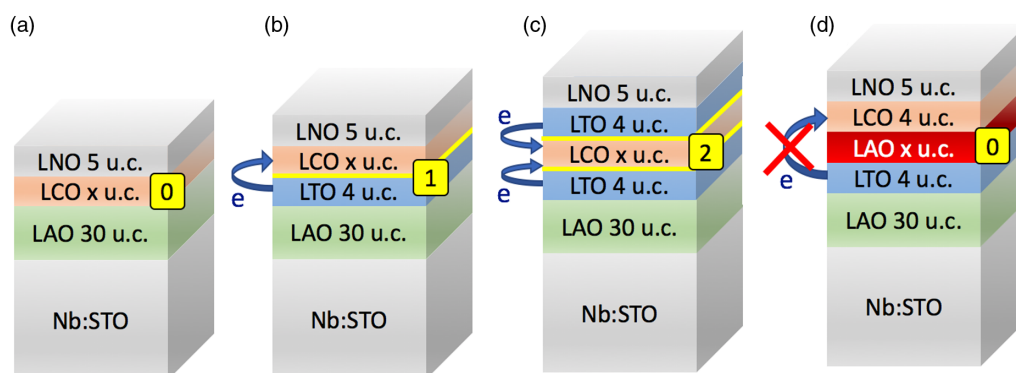 (a)
LNO 5 u.c.
LCO x u.c.
0
LAO 30 u.c.
Nb:STO
(b)
LNO 5 u.c.
LCO x u.c.
1
e
LTO 4 u.c.
LAO 30 u.c.
Nb:STO
(c)
LNO 5 u.c.
e
LTO 4 u.c.
LCO x u.c.
2
LTO 4 u.c.
e
LAO 30 u.c.
Nb:STO
(d)
LNO 5 u.c.
LCO 4 u.c.
LAO x u.c.
0
e
LTO 4 u.c.
LAO 30 u.c.
Nb:STO